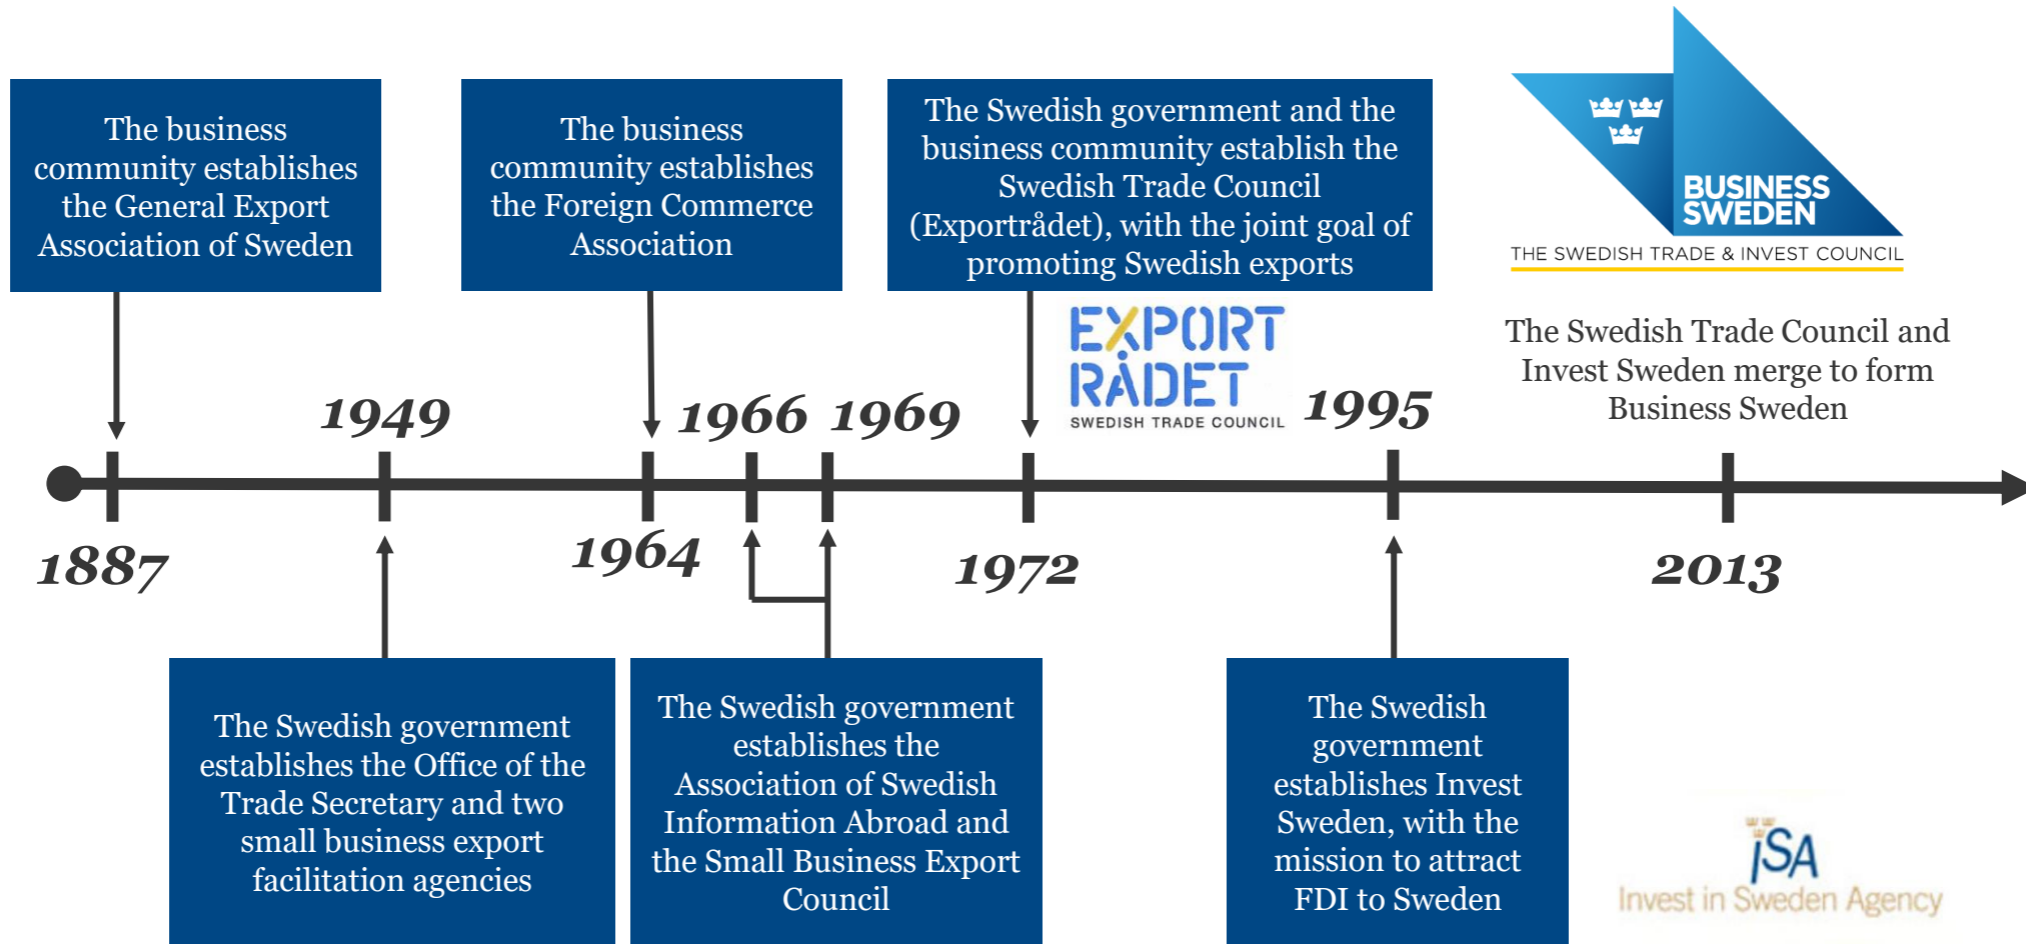 The business
community establishes
the General Export
Association of Sweden
The business
community establishes
the Foreign Commerce
Association
The Swedish government and the
business community establish the
Swedish Trade Council
(Exportrådet), with the joint goal of
promoting Swedish exports
BUSINESS
SWEDEN
THE SWEDISH TRADE & INVEST COUNCIL
EXPORT
RÅDET
SWEDISH TRADE COUNCIL
The Swedish Trade Council and
Invest Sweden merge to form
Business Sweden
1949
1966
1969
1995
1887
1964
1972
2013
The Swedish government
establishes the Office of the
Trade Secretary and two
small business export
facilitation agencies
The Swedish government
establishes the
Association of Swedish
Information Abroad and
the Small Business Export
Council
The Swedish
government
establishes Invest
Sweden, with the
mission to attract
FDI to Sweden
iSA
Invest in Sweden Agency